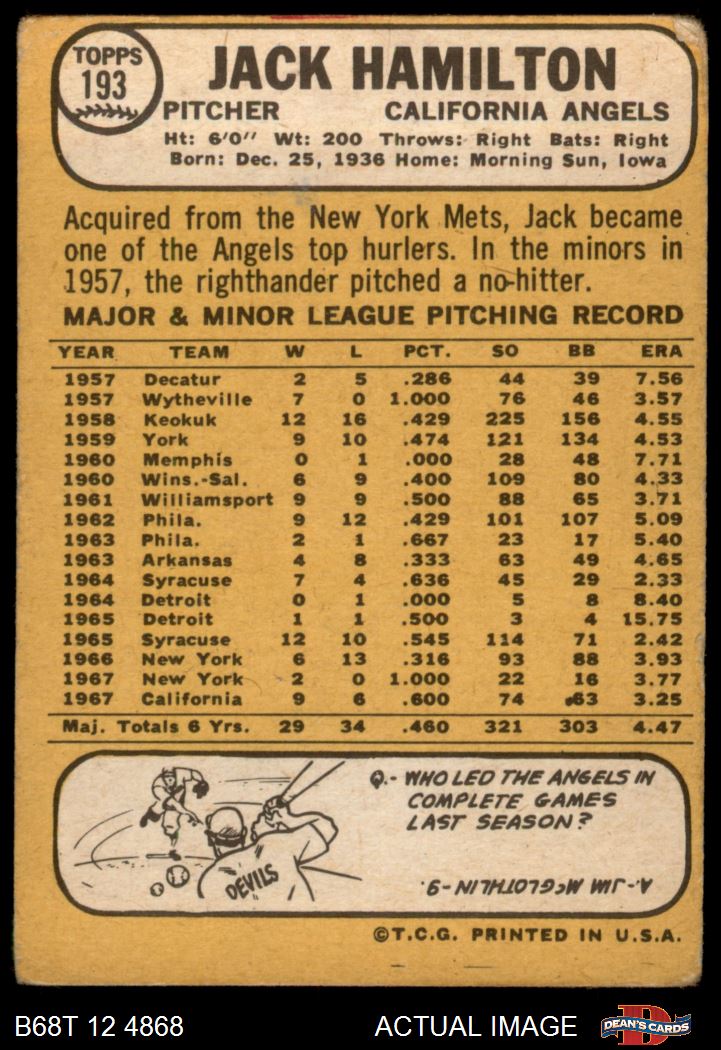 TOPPS
193
JACK HAMILTON
PITCHER CALIFORNIA ANGELS
Ht: 6'0" Wt: 200 Throws: Right Bats: Right
Born: Dec. 25, 1936 Home: Morning Sun, Iowa
Acquired from the New York Mets, Jack became
one of the Angels top hurlers. In the minors in
1957, the righthander pitched a no-hitter.
MAJOR & MINOR LEAGUE PITCHING RECORD
YEAR TEAM W L PCT. SO BB ERA
1957 Decatur 2 5 .286 44 39 7.56
1957 Wytheville 7 0 1.000 76 46 3.57
1958 Keokuk 12 16 .429 225 156 4.55
1959 York 9 10 .474 121 134 4.53
1960 Memphis 0 1 .000 28 48 7.71
1960 Wins.-Sal. 6 9 .400 109 80 4.33
1961 Williamsport 9 9 .500 88 65 3.71
1962 Phila. 9 12 .429 101 107 5.09
1963 Phila. 2 1 .667 23 17 5.40
1963 Arkansas 4 8 .333 63 49 4.65
1964 Syracuse 7 4 .636 45 29 2.33
1964 Detroit 0 1 .000 5 8 8.40
1965 Detroit 1 1 .500 3 4 15.75
1965 Syracuse 12 10 .545 114 71 2.42
1966 New York 6 13 .316 93 88 3.93
1967 New York 2 0 1.000 22 16 3.77
1967 California 9 6 .600 74 63 3.25
Maj. Totals 6 Yrs. 29 34 .460 321 303 4.47
Q.- WHO LED THE ANGELS IN
COMPLETE GAMES
LAST SEASON?
DEVILS
A.- JIM McGLOTHLIN - 9.
©T.C.G. PRINTED IN U.S.A.
B68T 12 4868 ACTUAL IMAGE
DEAN'S CARDS